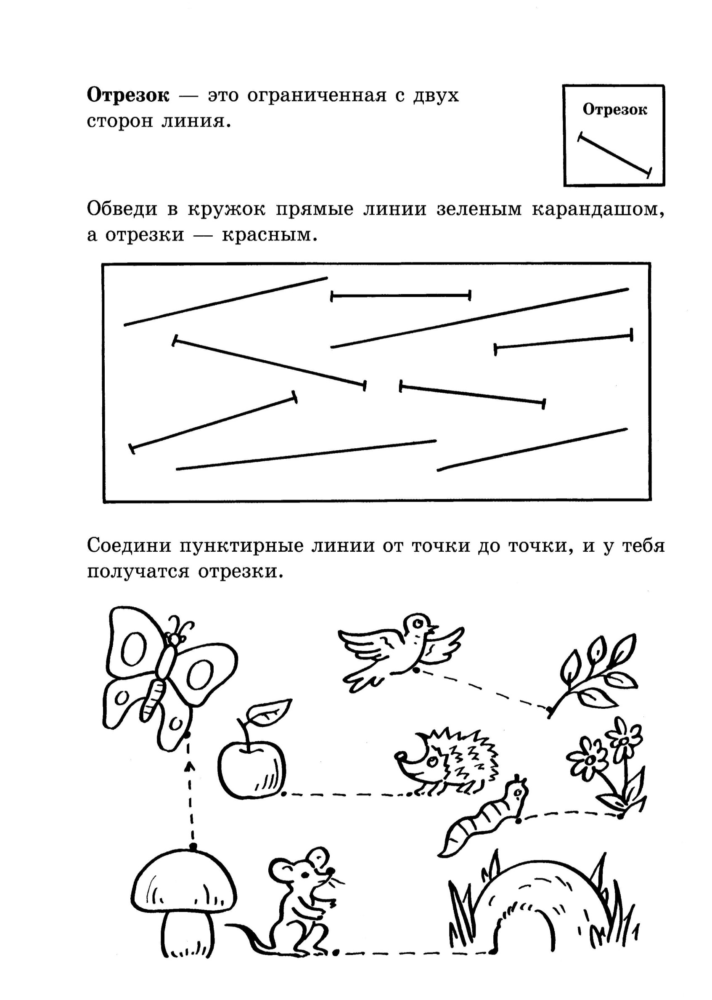 Отрезок — это ограниченная с двух
сторон линия.
Отрезок
Обведи в кружок прямые линии зеленым карандашом,
а отрезки — красным.
Соедини пунктирные линии от точки до точки, и у тебя
получатся отрезки.